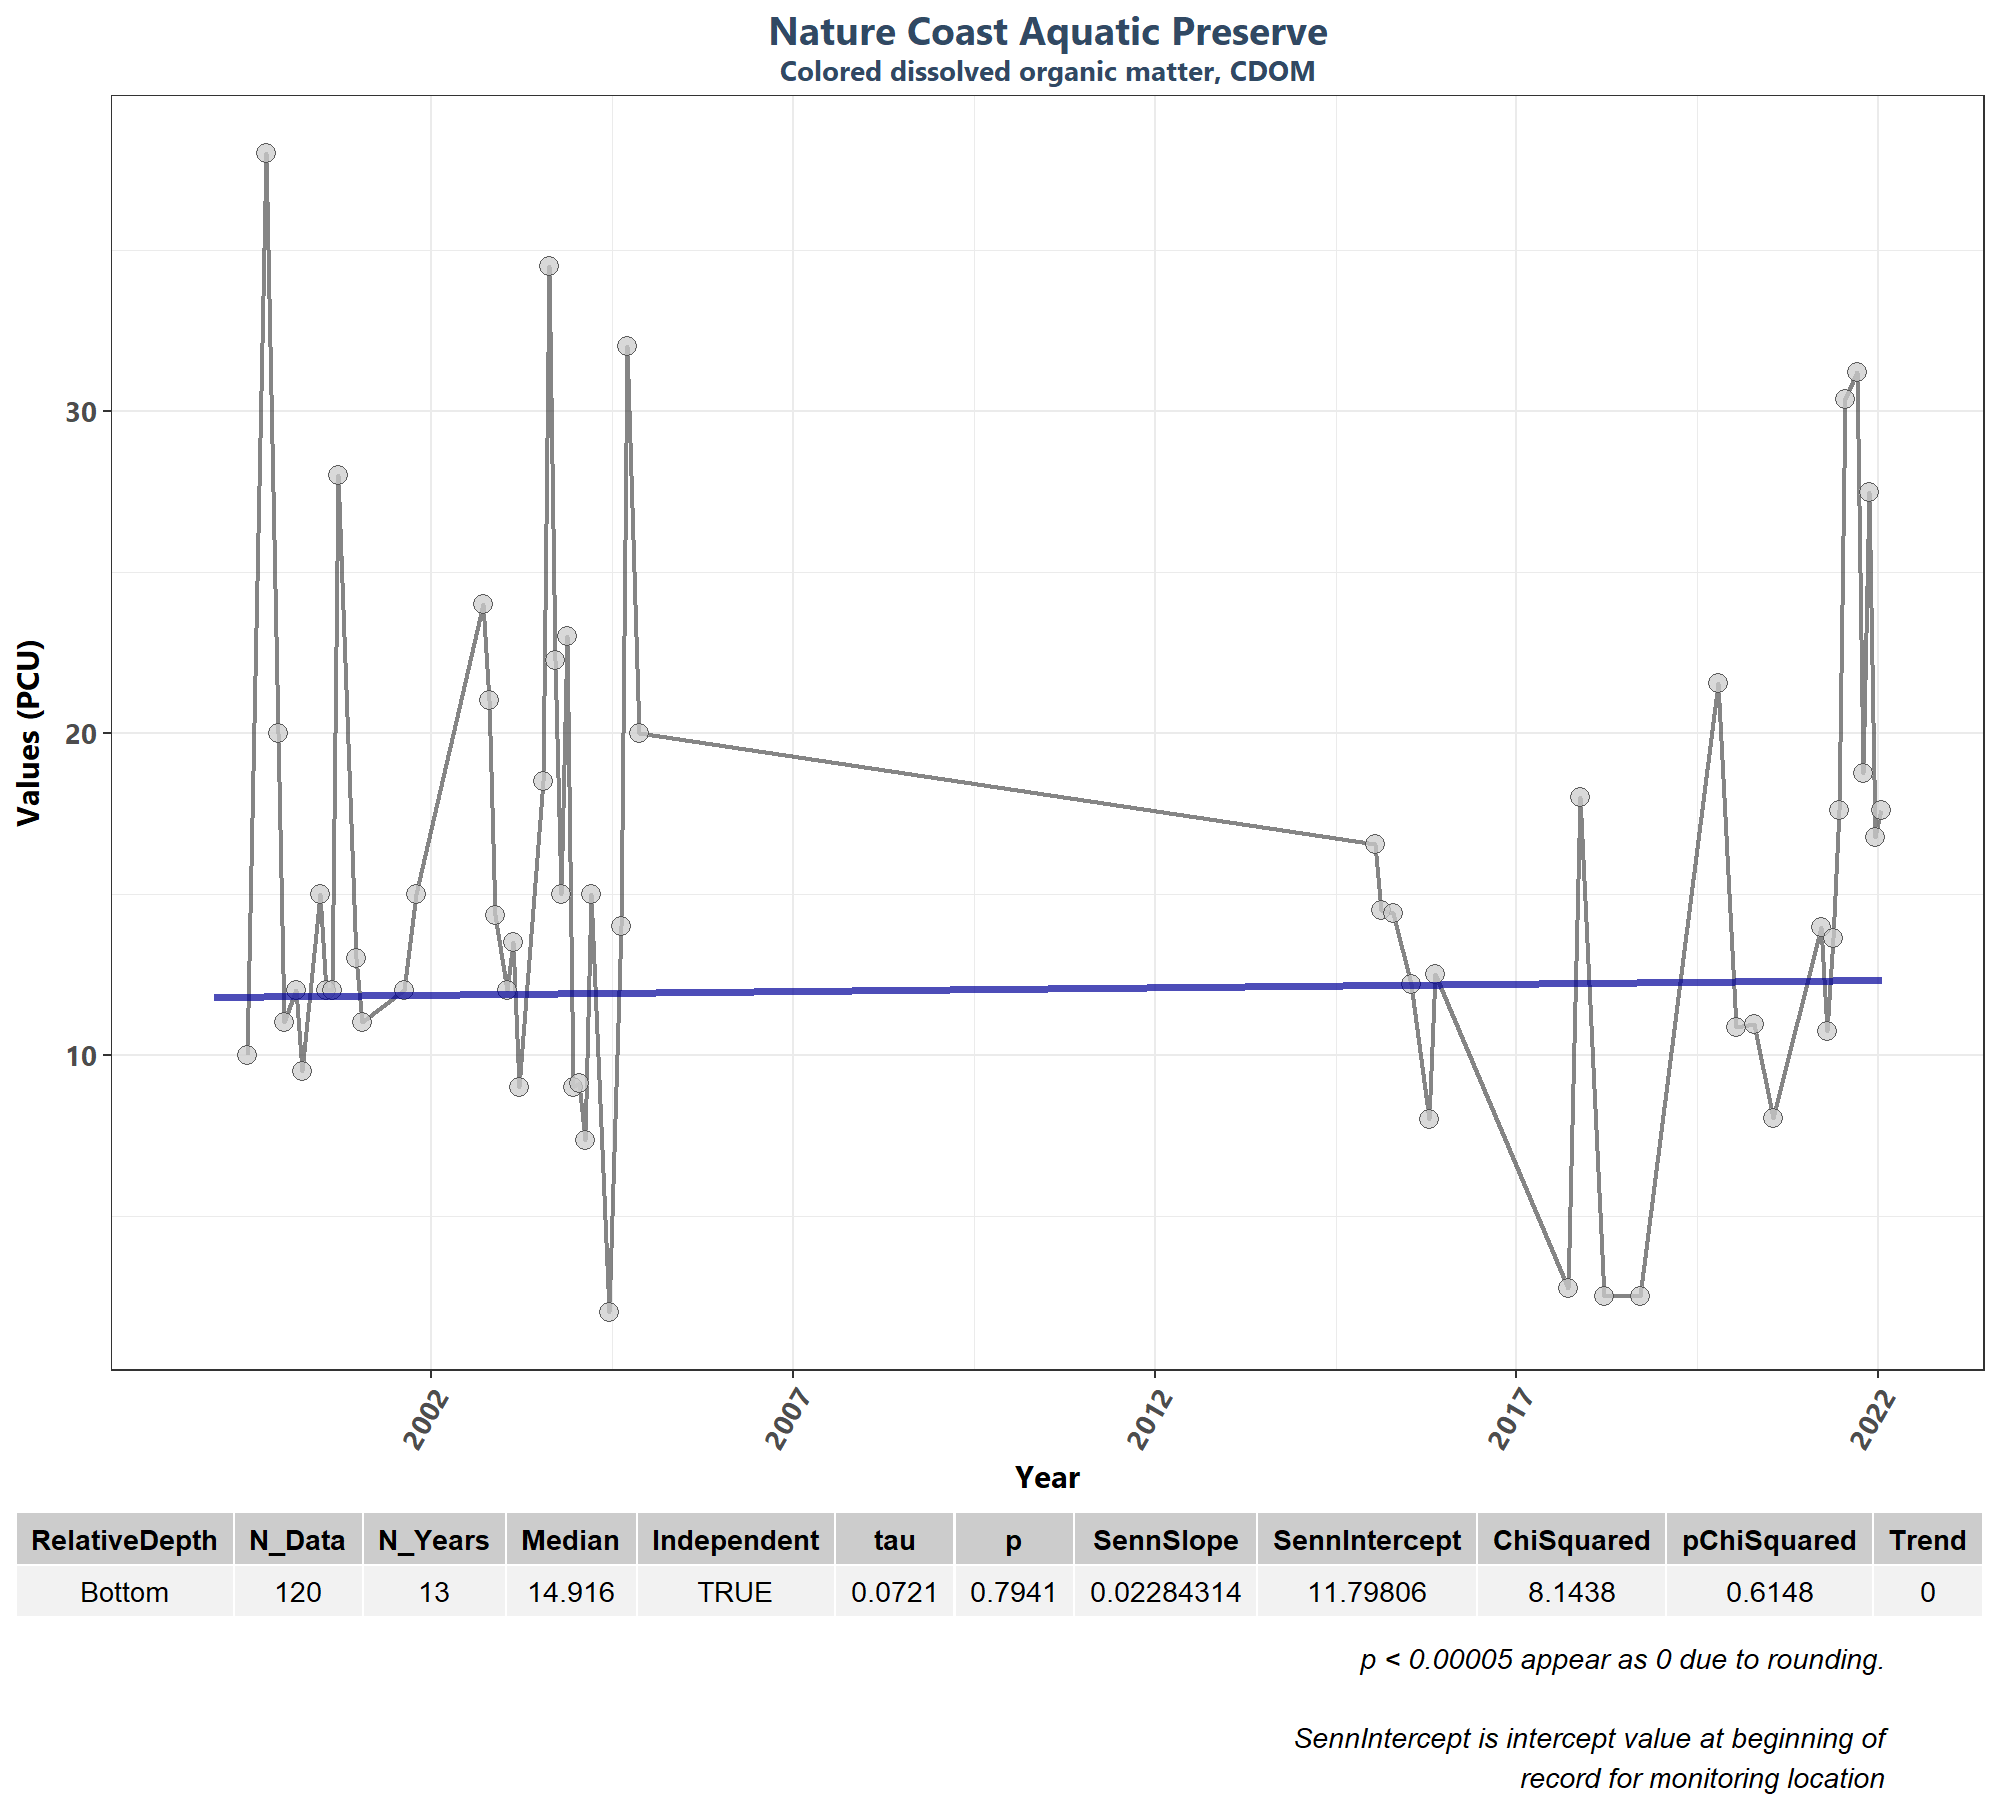 Nature Coast Aquatic Preserve
Colored dissolved organic matter, CDOM
Values (PCU)
30
20
10
2002 2007 2012 2017 2022
Year
RelativeDepth N_Data N_Years Median Independent tau p SennSlope SennIntercept ChiSquared pChiSquared Trend
Bottom 120 13 14.916 TRUE 0.0721 0.7941 0.02284314 11.79806 8.1438 0.6148 0
p < 0.00005 appear as 0 due to rounding.
SennIntercept is intercept value at beginning of
record for monitoring location